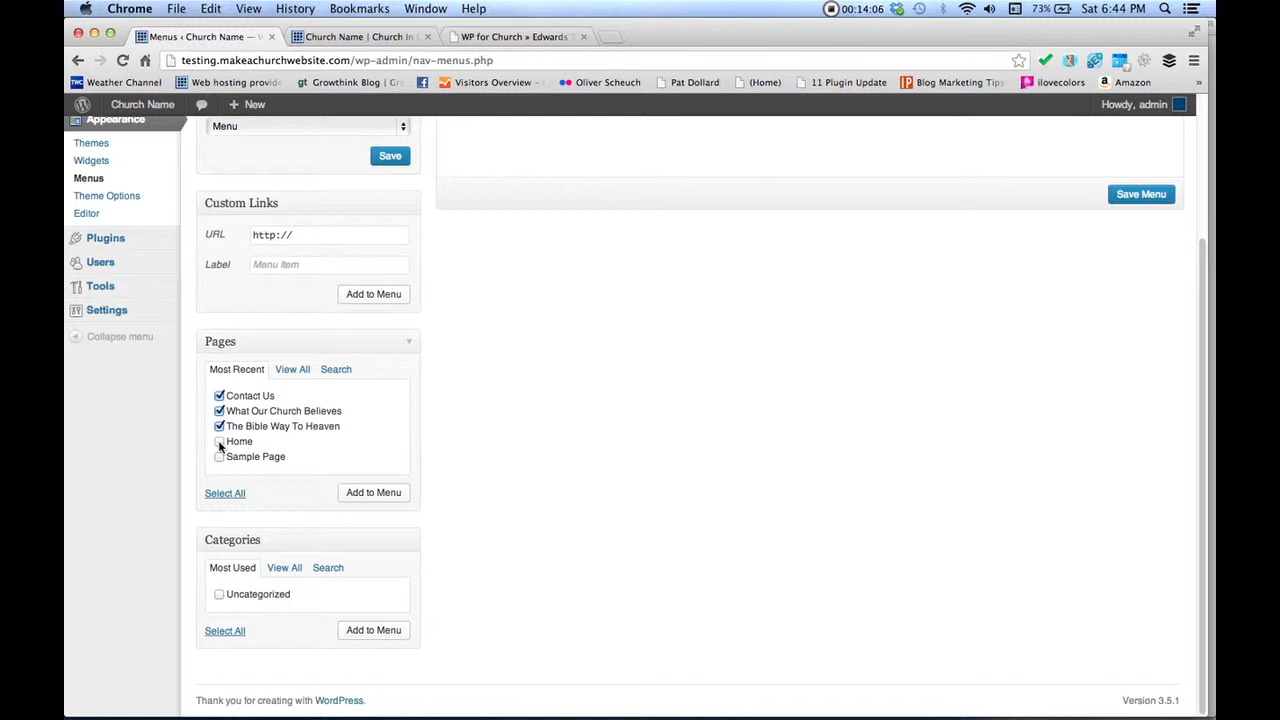 Chrome File Edit View History Bookmarks Window Help 00:14:06 73% Sat 6:44 PM
Menus ‹ Church Name — Church Name | Church In C WP for Church » Edwards
testing.makeachurchwebsite.com/wp-admin/nav-menus.php
Weather Channel Web hosting provide Growthink Blog | Grow Visitors Overview – Oliver Scheuch Pat Dollard (Home) 11 Plugin Update Blog Marketing Tips ilovecolors Amazon
Church Name + New Howdy, admin
Appearance
Themes
Widgets
Menus
Theme Options
Editor
Plugins
Users
Tools
Settings
Collapse menu
Menu
Save
Custom Links
URL http://
Label Menu Item
Add to Menu
Pages
Most Recent View All Search
Contact Us
What Our Church Believes
The Bible Way To Heaven
Home
Sample Page
Select All Add to Menu
Categories
Most Used View All Search
Uncategorized
Select All Add to Menu
Save Menu
Thank you for creating with WordPress. Version 3.5.1